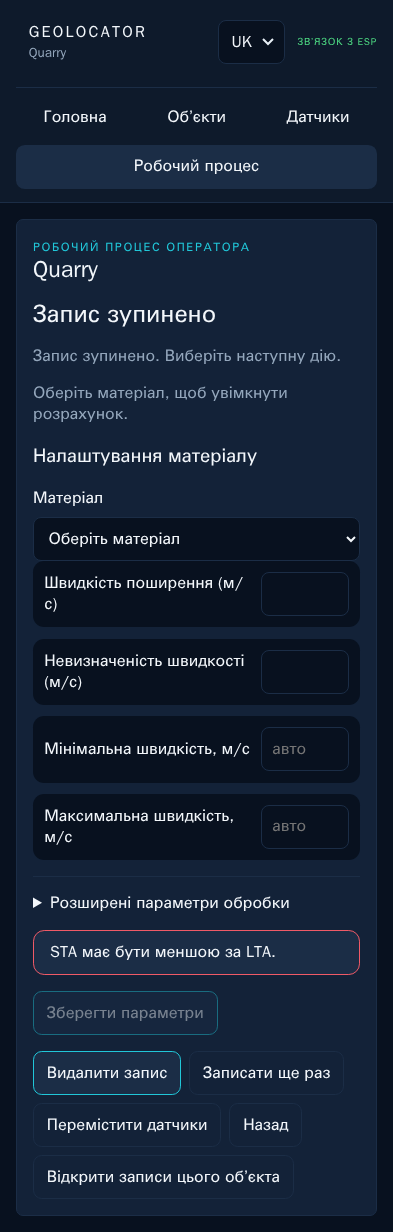 GEOLOCATOR
Quarry
UK
ЗВ'ЯЗОК З ESP
Головна
Об'єкти
Датчики
Робочий процес
РОБОЧИЙ ПРОЦЕС ОПЕРАТОРА
Quarry
Запис зупинено
Запис зупинено. Виберіть наступну дію.
Оберіть матеріал, щоб увімкнути
розрахунок.
Налаштування матеріалу
Матеріал
Оберіть матеріал
Швидкість поширення (м/
с)
Невизначеність швидкості
(м/с)
Мінімальна швидкість, м/с
авто
Максимальна швидкість,
м/с
авто
Розширені параметри обробки
STA має бути меншою за LTA.
Зберегти параметри
Видалити запис
Записати ще раз
Перемістити датчики
Назад
Відкрити записи цього об'єкта